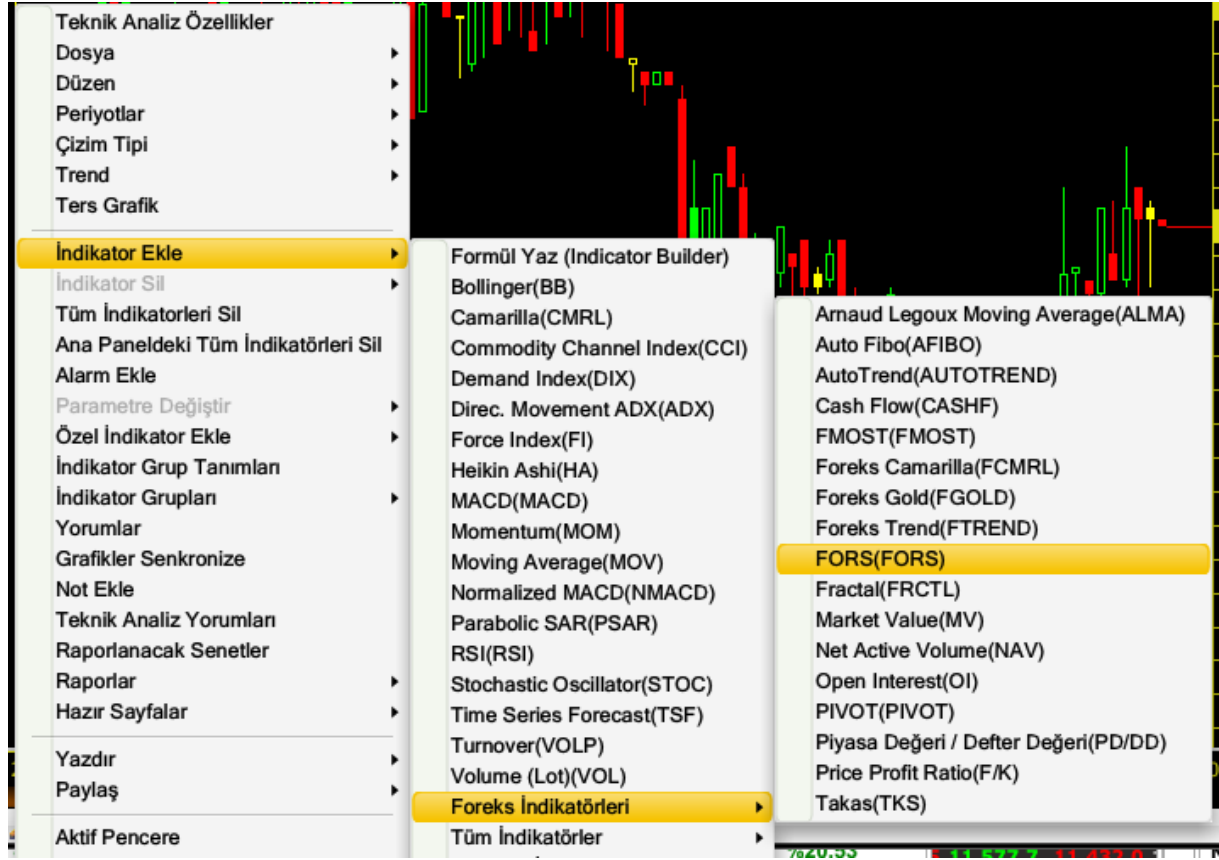 Teknik Analiz Özellikler
Dosya
Düzen
Periyotlar
Çizim Tipi
Trend
Ters Grafik
İndikator Ekle
İndikator Sil
Tüm İndikatorleri Sil
Ana Paneldeki Tüm İndikatörleri Sil
Alarm Ekle
Parametre Değiştir
Özel İndikator Ekle
İndikator Grup Tanımları
İndikator Grupları
Yorumlar
Grafikler Senkronize
Not Ekle
Teknik Analiz Yorumları
Raporlanacak Senetler
Raporlar
Hazır Sayfalar
Yazdır
Paylaş
Aktif Pencere
Formül Yaz (Indicator Builder)
Bollinger(BB)
Camarilla(CMRL)
Commodity Channel Index(CCI)
Demand Index(DIX)
Direc. Movement ADX(ADX)
Force Index(FI)
Heikin Ashi(HA)
MACD(MACD)
Momentum(MOM)
Moving Average(MOV)
Normalized MACD(NMACD)
Parabolic SAR(PSAR)
RSI(RSI)
Stochastic Oscillator(STOC)
Time Series Forecast(TSF)
Turnover(VOLP)
Volume (Lot)(VOL)
Foreks İndikatörleri
Tüm İndikatörler
Arnaud Legoux Moving Average(ALMA)
Auto Fibo(AFIBO)
AutoTrend(AUTOTREND)
Cash Flow(CASHF)
FMOST(FMOST)
Foreks Camarilla(FCMRL)
Foreks Gold(FGOLD)
Foreks Trend(FTREND)
FORS(FORS)
Fractal(FRCTL)
Market Value(MV)
Net Active Volume(NAV)
Open Interest(OI)
PIVOT(PIVOT)
Piyasa Değeri / Defter Değeri(PD/DD)
Price Profit Ratio(F/K)
Takas(TKS)
%20.53
11.577,7 11.432,0